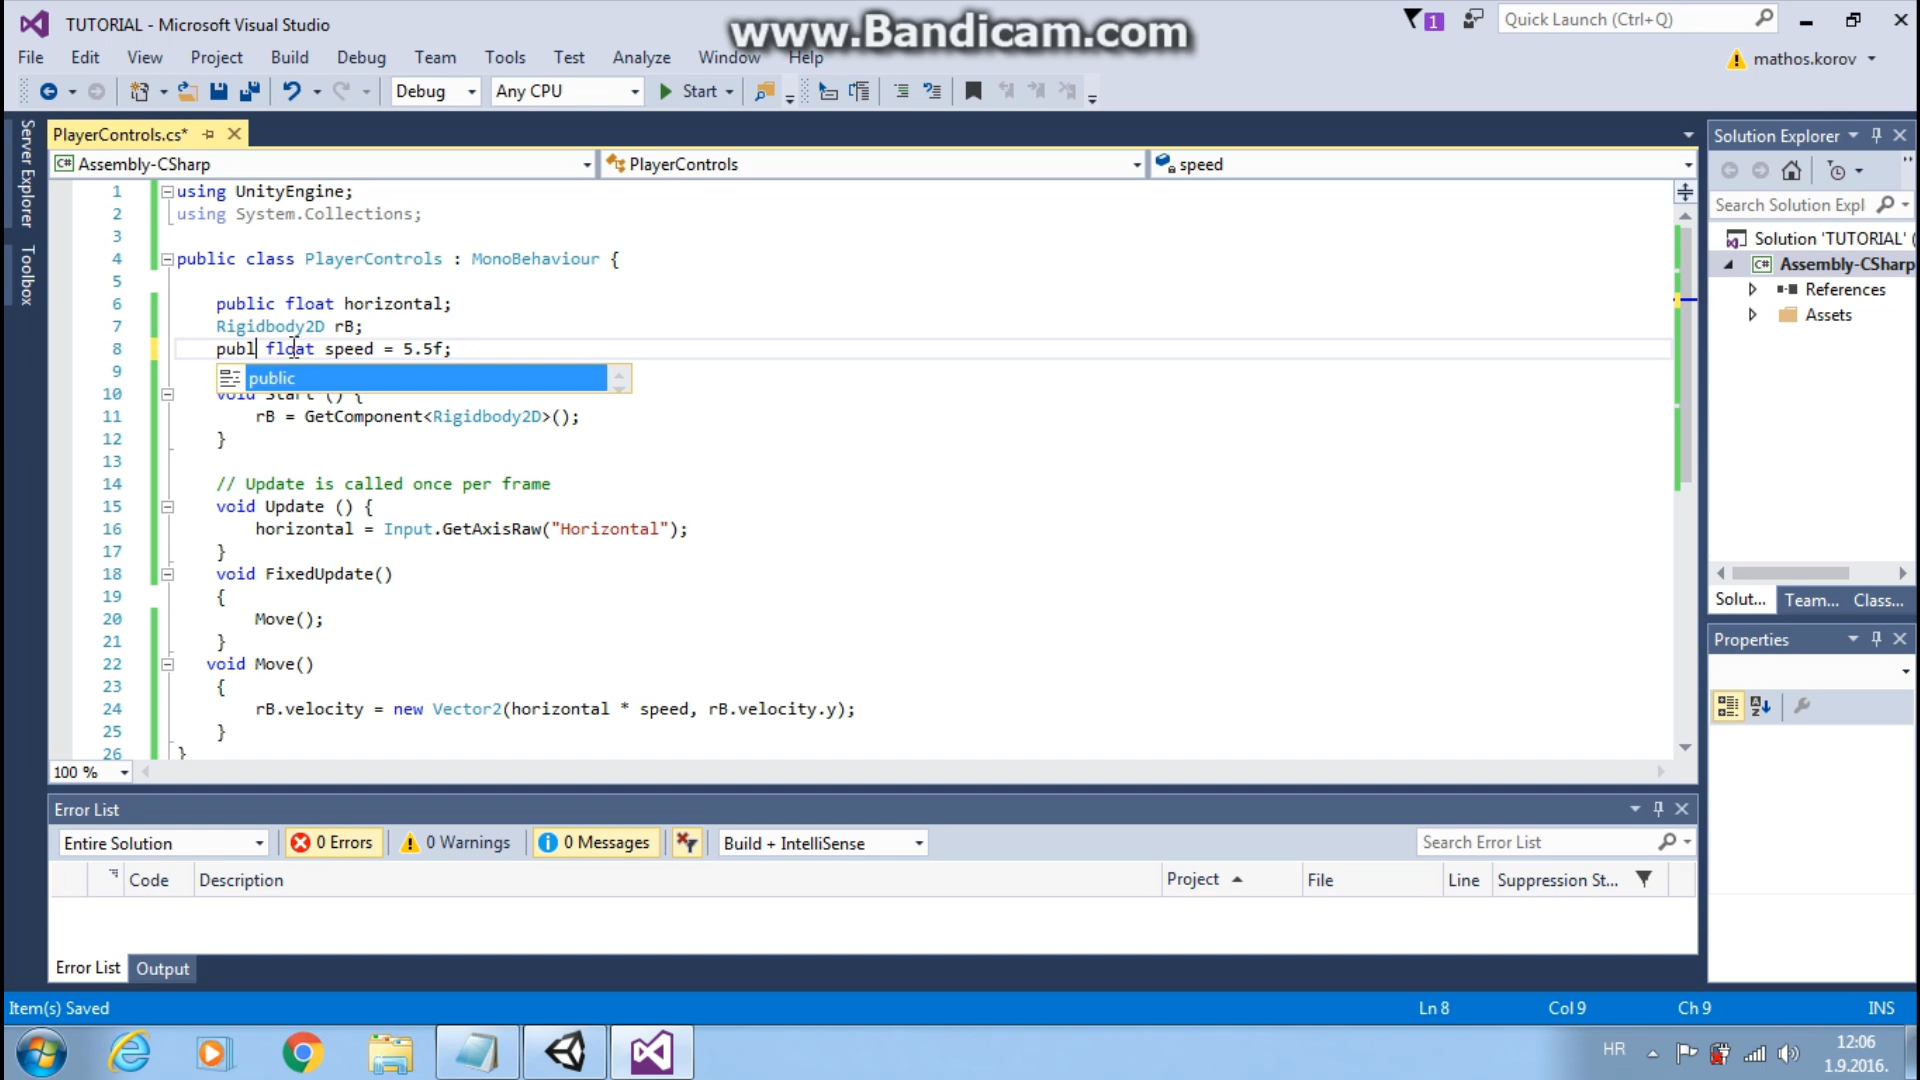 TUTORIAL - Microsoft Visual Studio
www.Bandicam.com
1
Quick Launch (Ctrl+Q)
File Edit View Project Build Debug Team Tools Test Analyze Window Help
mathos.korov
Debug Any CPU Start
Server Explorer
Toolbox
PlayerControls.cs*
Assembly-CSharp PlayerControls speed
1 using UnityEngine;
2 using System.Collections;
3
4 public class PlayerControls : MonoBehaviour {
5
6 public float horizontal;
7 Rigidbody2D rB;
8 publ float speed = 5.5f;
9
public
10 void Start () {
11 rB = GetComponent<Rigidbody2D>();
12 }
13
14 // Update is called once per frame
15 void Update () {
16 horizontal = Input.GetAxisRaw("Horizontal");
17 }
18 void FixedUpdate()
19 {
20 Move();
21 }
22 void Move()
23 {
24 rB.velocity = new Vector2(horizontal * speed, rB.velocity.y);
25 }
26 }
100 %
Solution Explorer
Search Solution Expl
Solution 'TUTORIAL' (
C# Assembly-CSharp
References
Assets
Solut... Team... Class...
Properties
Error List
Entire Solution 0 Errors 0 Warnings 0 Messages Build + IntelliSense Search Error List
Code Description Project File Line Suppression St...
Error List Output
Item(s) Saved Ln 8 Col 9 Ch 9 INS
HR 12:06
1.9.2016.